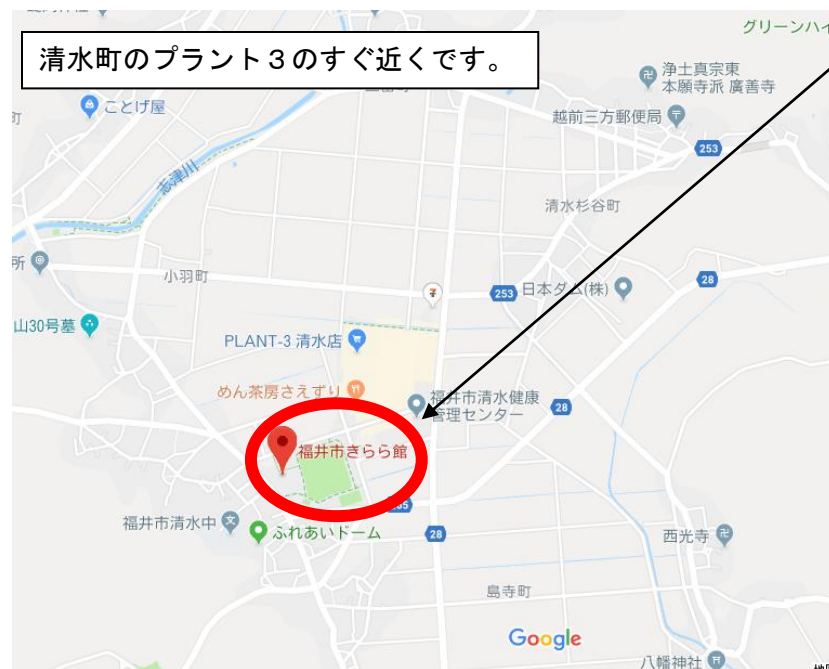 グリーンハイ
清水町のプラント３のすぐ近くです。
浄土真宗東
本願寺派 廣善寺
ことげ屋
越前三方郵便局
町
253
志津川
清水杉谷町
所
小羽町
28
253
日本ダム(株)
山30号墓
PLANT-3 清水店
めん茶房さえずり
福井市清水健康
管理センター
28
福井市きらら館
福井市清水中
ふれあいドーム
28
西光寺
島寺町
Google
八幡神社